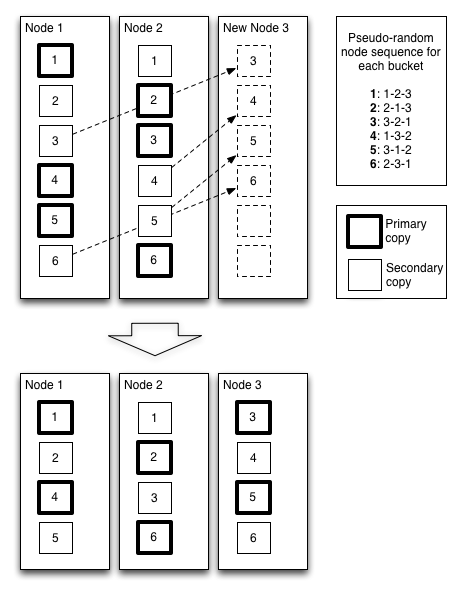 Node 1
1
2
3
4
5
6
Node 2
1
2
3
4
5
6
New Node 3
3
4
5
6
Pseudo-random
node sequence for
each bucket
1: 1-2-3
2: 2-1-3
3: 3-2-1
4: 1-3-2
5: 3-1-2
6: 2-3-1
Primary
copy
Secondary
copy
Node 1
1
2
4
5
Node 2
1
2
3
6
Node 3
3
4
5
6